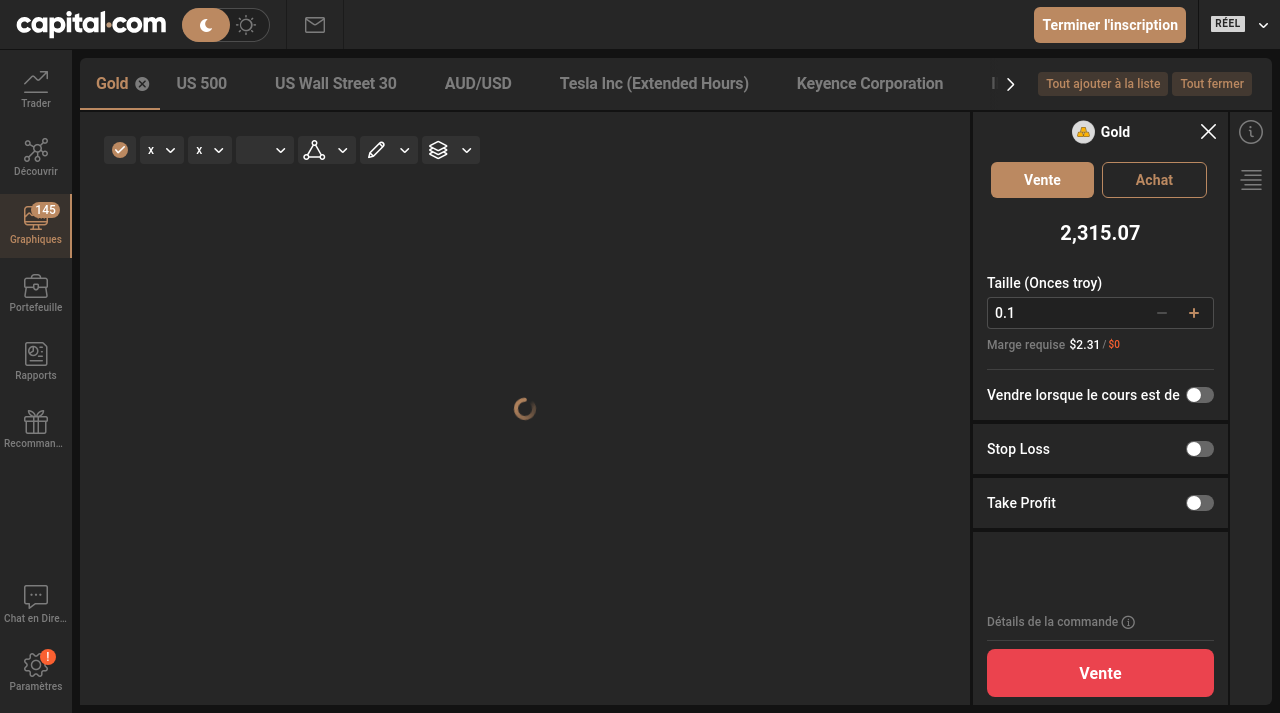 capital.com
Terminer l'inscription
RÉEL
Trader
Découvrir
145
Graphiques
Portefeuille
Rapports
Recomman...
Chat en Dire...
!
Paramètres
Gold
US 500
US Wall Street 30
AUD/USD
Tesla Inc (Extended Hours)
Keyence Corporation
Tout ajouter à la liste
Tout fermer
x
x
Gold
Vente
Achat
2,315.07
Taille (Onces troy)
0.1
Marge requise $2.31 / $0
Vendre lorsque le cours est de
Stop Loss
Take Profit
Détails de la commande
Vente